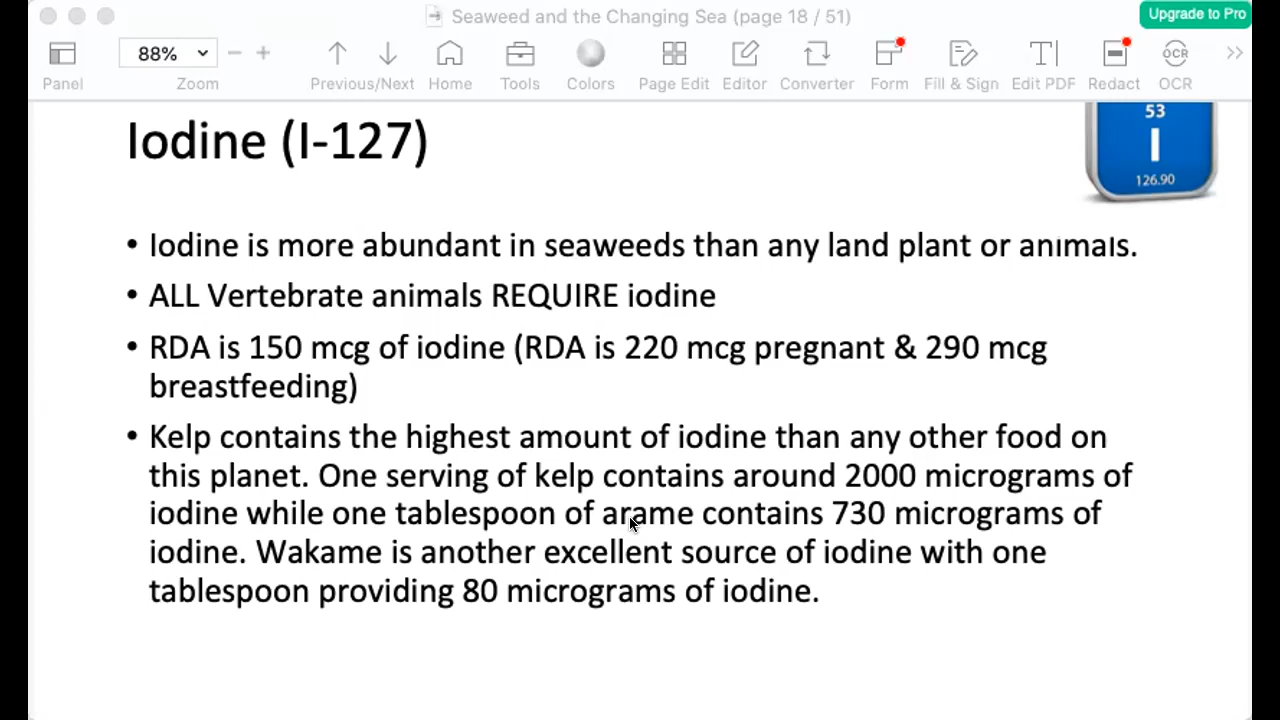 Seaweed and the Changing Sea (page 18 / 51)
Upgrade to Pro
88%
Panel
Zoom
Previous/Next
Home
Tools
Colors
Page Edit
Editor
Converter
Form
Fill & Sign
Edit PDF
Redact
OCR
OCR
Iodine (I-127)
53
I
126.90
• Iodine is more abundant in seaweeds than any land plant or animals.
• ALL Vertebrate animals REQUIRE iodine
• RDA is 150 mcg of iodine (RDA is 220 mcg pregnant & 290 mcg
breastfeeding)
• Kelp contains the highest amount of iodine than any other food on
this planet. One serving of kelp contains around 2000 micrograms of
iodine while one tablespoon of arame contains 730 micrograms of
iodine. Wakame is another excellent source of iodine with one
tablespoon providing 80 micrograms of iodine.